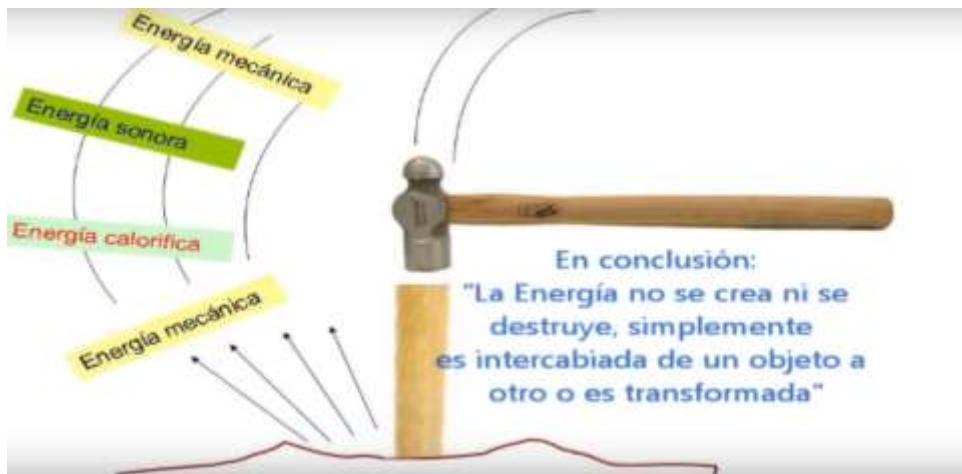 Energía mecánica
Energía sonora
Energía calorifica
Energía mecánica
En conclusión:
"La Energía no se crea ni se
destruye, simplemente
es intercabiada de un objeto a
otro o es transformada"